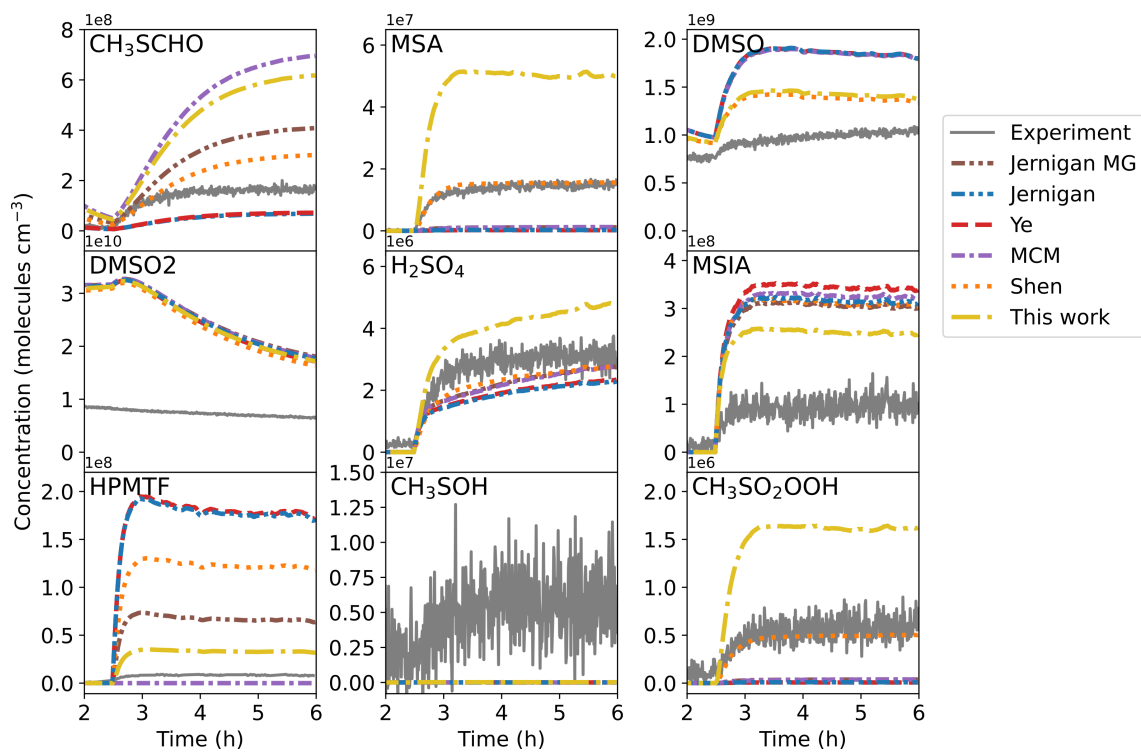 1e8
CH₃SCHO
8
6
4
2
0
1e7
MSA
6
4
2
0
1e9
DMSO
2.0
1.5
1.0
0.5
0.0
Experiment
Jernigan MG
Jernigan
Ye
MCM
Shen
This work
Concentration (molecules cm⁻³)
1e10
DMSO2
3
2
1
0
1e6
H₂SO₄
6
4
2
0
1e8
MSIA
4
3
2
1
0
1e8
HPMTF
2.0
1.5
1.0
0.5
0.0
2 3 4 5 6
Time (h)
1e7
CH₃SOH
1.50
1.25
1.00
0.75
0.50
0.25
0.00
2 3 4 5 6
Time (h)
1e6
CH₃SO₂OOH
2.0
1.5
1.0
0.5
0.0
2 3 4 5 6
Time (h)